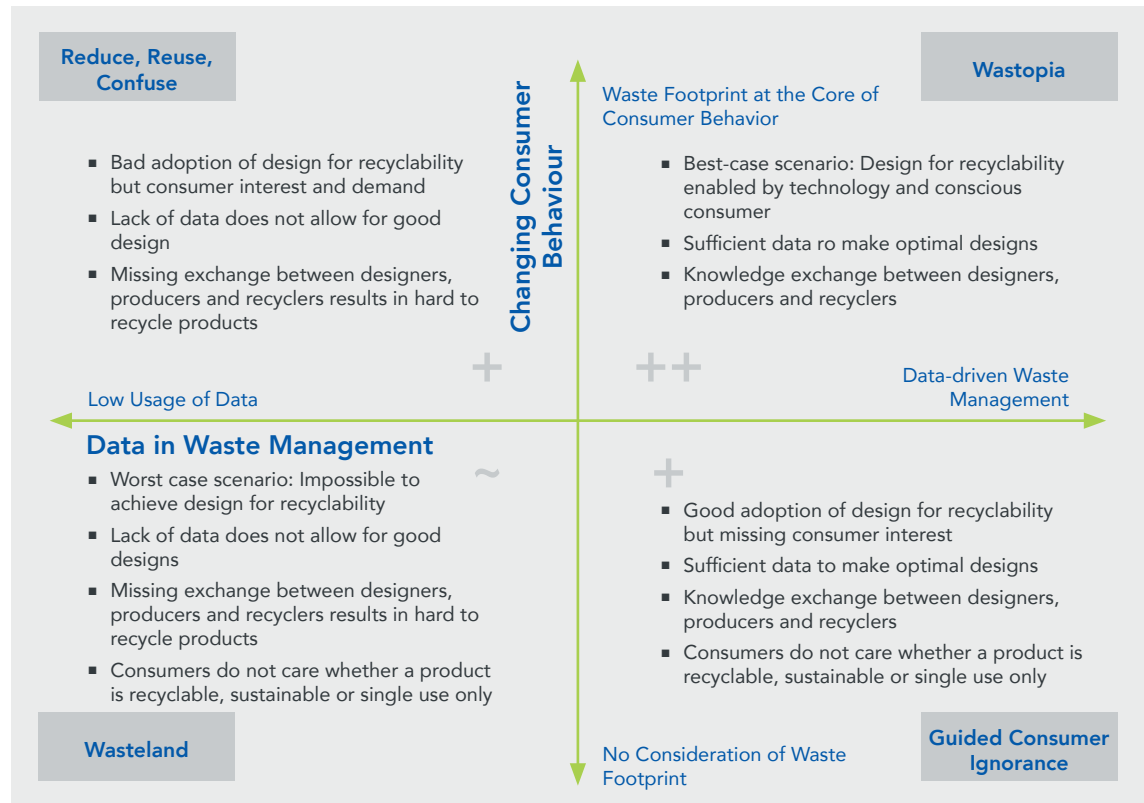 Reduce, Reuse,
Confuse
Wastopia
Waste Footprint at the Core of
Consumer Behavior
Changing Consumer
Behaviour
▪ Bad adoption of design for recyclability
but consumer interest and demand
▪ Lack of data does not allow for good
design
▪ Missing exchange between designers,
producers and recyclers results in hard to
recycle products
+
▪ Best-case scenario: Design for recyclability
enabled by technology and conscious
consumer
▪ Sufficient data ro make optimal designs
▪ Knowledge exchange between designers,
producers and recyclers
++
Low Usage of Data
Data-driven Waste
Management
Data in Waste Management
▪ Worst case scenario: Impossible to
achieve design for recyclability
▪ Lack of data does not allow for good
designs
▪ Missing exchange between designers,
producers and recyclers results in hard to
recycle products
▪ Consumers do not care whether a product
is recyclable, sustainable or single use only
~
+
▪ Good adoption of design for recyclability
but missing consumer interest
▪ Sufficient data to make optimal designs
▪ Knowledge exchange between designers,
producers and recyclers
▪ Consumers do not care whether a product is
recyclable, sustainable or single use only
Wasteland
No Consideration of Waste
Footprint
Guided Consumer
Ignorance